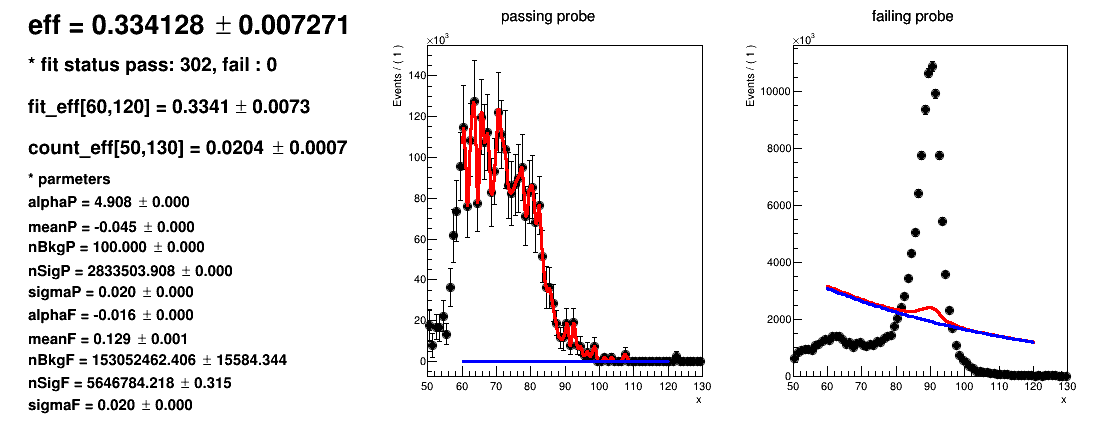 eff = 0.334128 ± 0.007271
* fit status pass: 302, fail : 0
fit_eff[60,120] = 0.3341 ± 0.0073
count_eff[50,130] = 0.0204 ± 0.0007
* parmeters
alphaP = 4.908 ± 0.000
meanP = -0.045 ± 0.000
nBkgP = 100.000 ± 0.000
nSigP = 2833503.908 ± 0.000
sigmaP = 0.020 ± 0.000
alphaF = -0.016 ± 0.000
meanF = 0.129 ± 0.001
nBkgF = 153052462.406 ± 15584.344
nSigF = 5646784.218 ± 0.315
sigmaF = 0.020 ± 0.000
passing probe
×10³
Events / ( 1 )
140
120
100
80
60
40
20
0
50 60 70 80 90 100 110 120 130
x
failing probe
×10³
Events / ( 1 )
10000
8000
6000
4000
2000
0
50 60 70 80 90 100 110 120 130
x